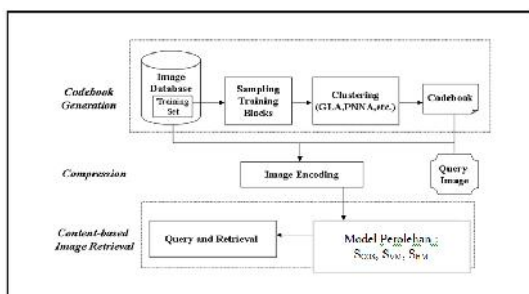 Codebook
Generation
Image
Database
Training
Set
Sampling
Training
Blocks
Clustering
(GLA,PNNA,etc.)
Codebook
Compression
Image Encoding
Query
Image
Content-based
Image Retrieval
Query and Retrieval
Model Perolehan :